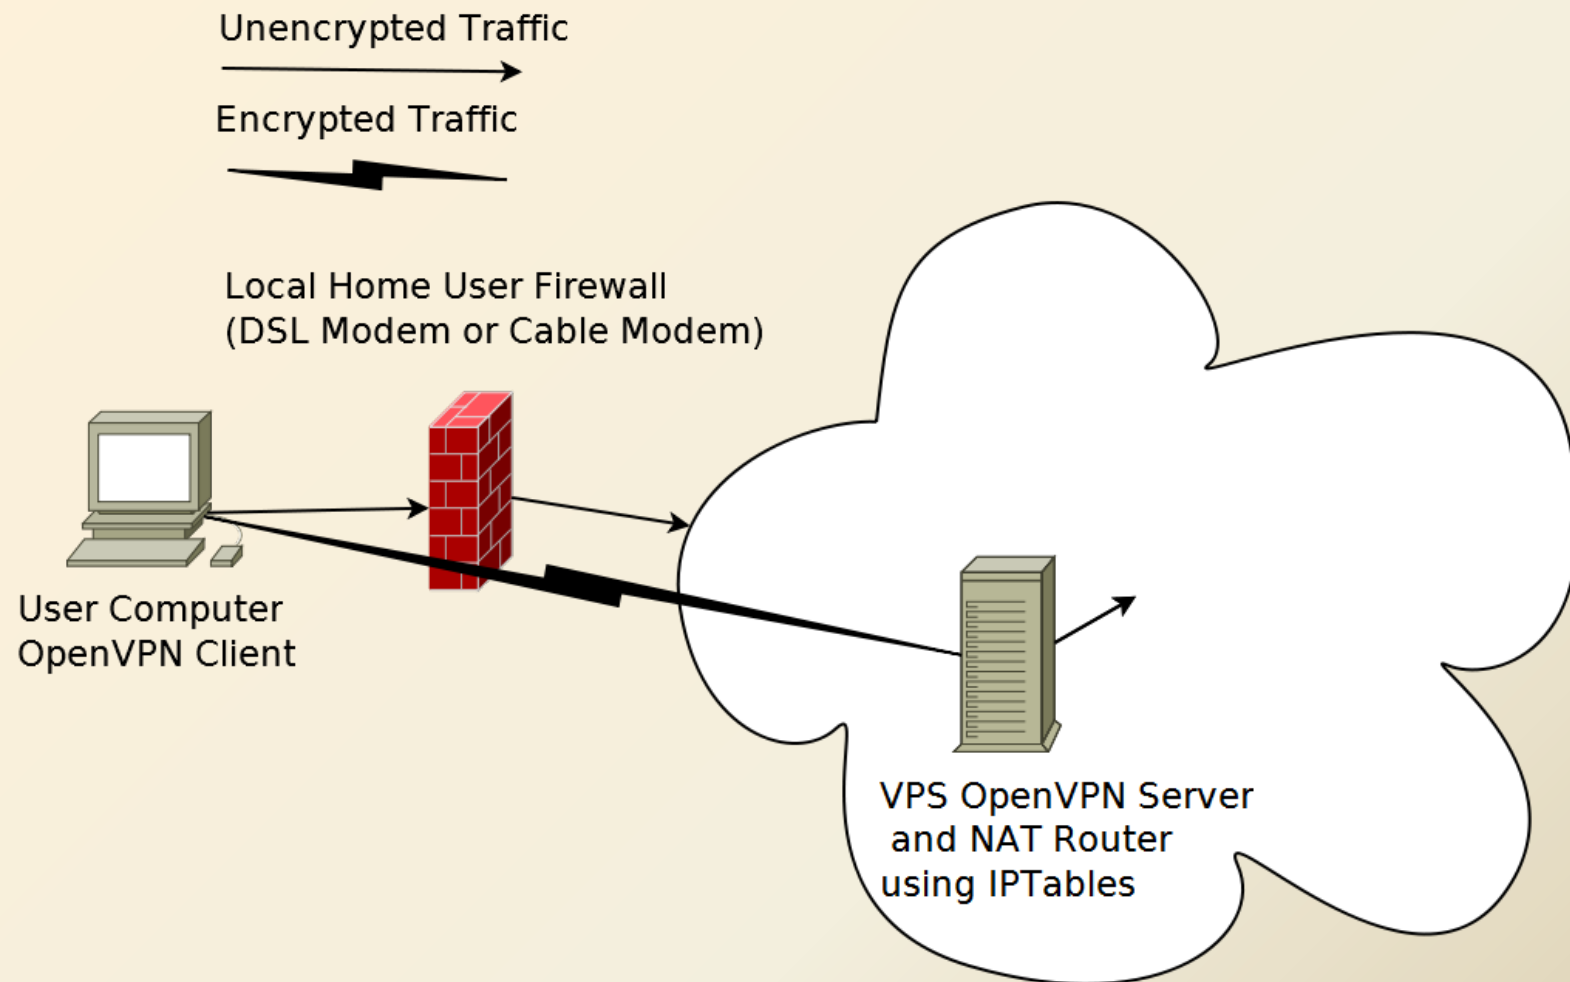 Unencrypted Traffic
Encrypted Traffic
Local Home User Firewall
(DSL Modem or Cable Modem)
User Computer
OpenVPN Client
VPS OpenVPN Server
and NAT Router
using IPTables